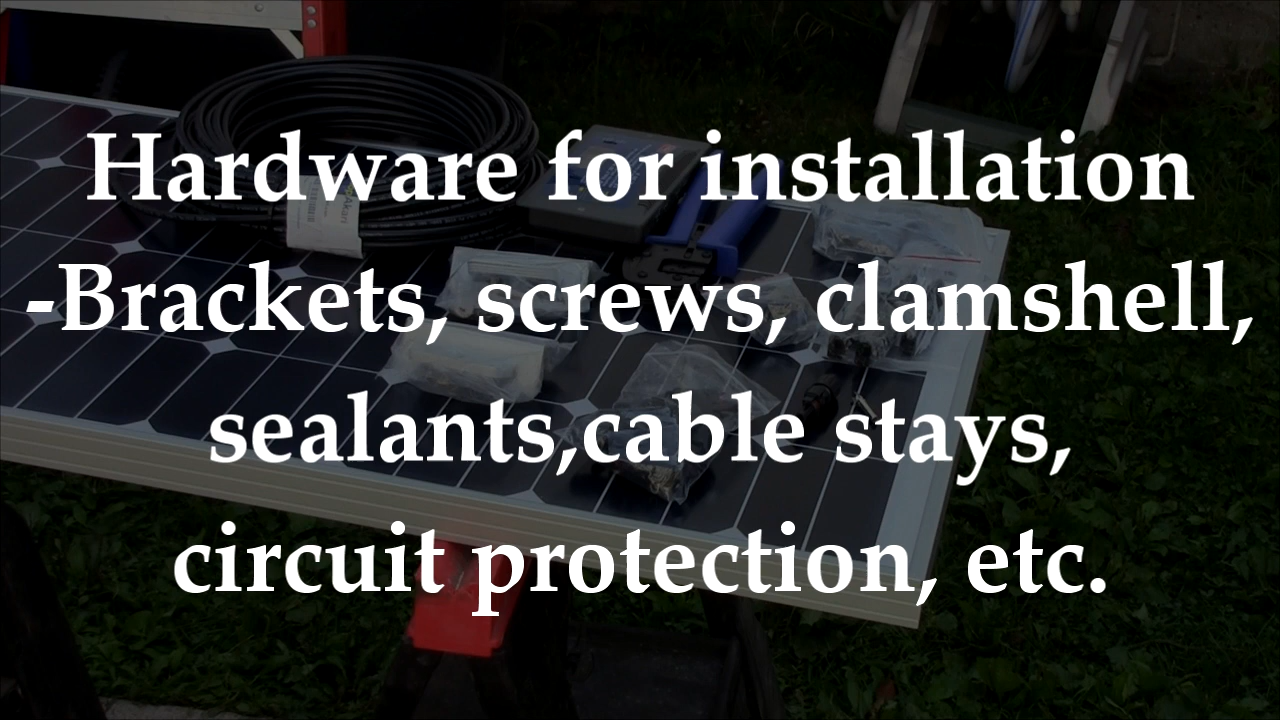 Hardware for installation
-Brackets, screws, clamshell,
sealants,cable stays,
circuit protection, etc.